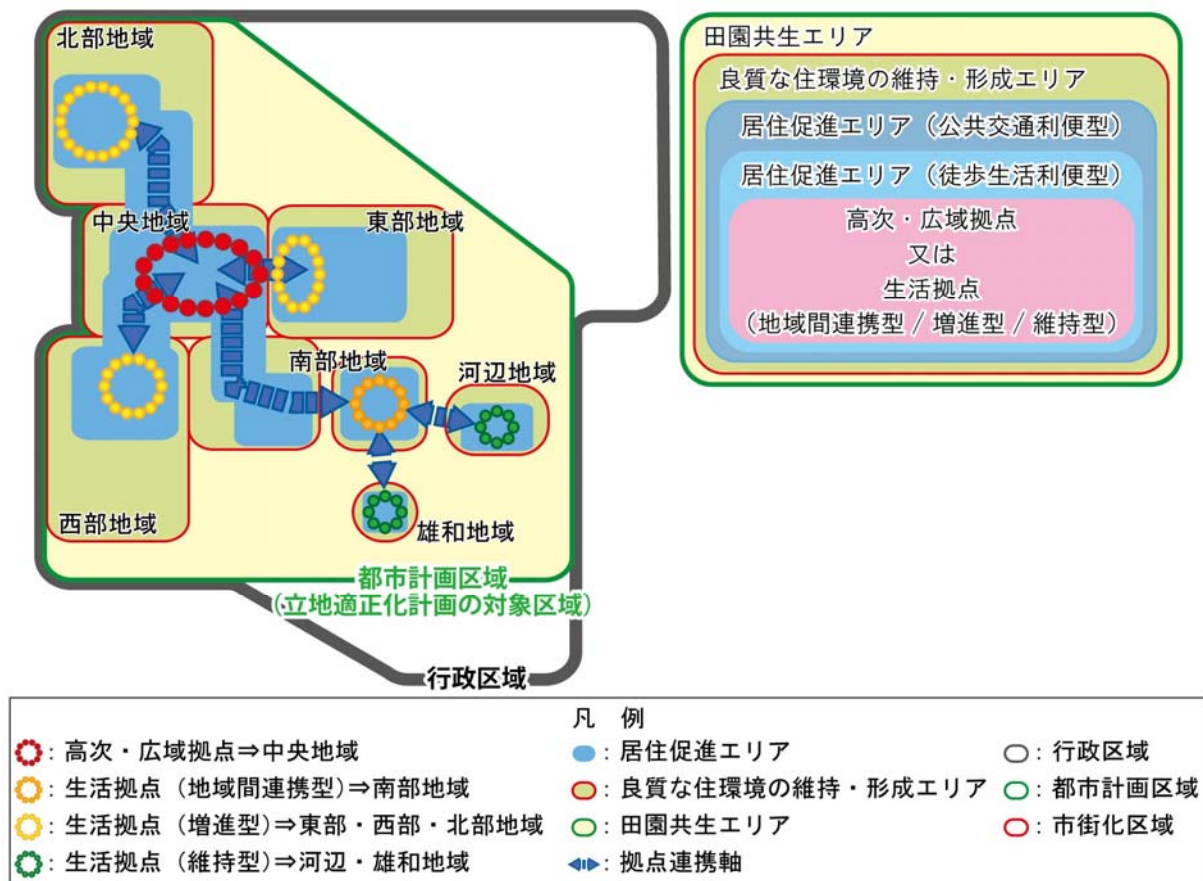 北部地域
中央地域
東部地域
南部地域
河辺地域
西部地域
雄和地域
都市計画区域
(立地適正化計画の対象区域)
行政区域
田園共生エリア
良質な住環境の維持・形成エリア
居住促進エリア（公共交通利便型）
居住促進エリア（徒歩生活利便型）
高次・広域拠点
又は
生活拠点
(地域間連携型 / 増進型 / 維持型)
凡 例
: 高次・広域拠点⇒中央地域
: 生活拠点（地域間連携型)⇒南部地域
: 生活拠点（増進型)⇒東部・西部・北部地域
: 生活拠点（維持型)⇒河辺・雄和地域
: 居住促進エリア
: 良質な住環境の維持・形成エリア
: 田園共生エリア
: 拠点連携軸
: 行政区域
: 都市計画区域
: 市街化区域